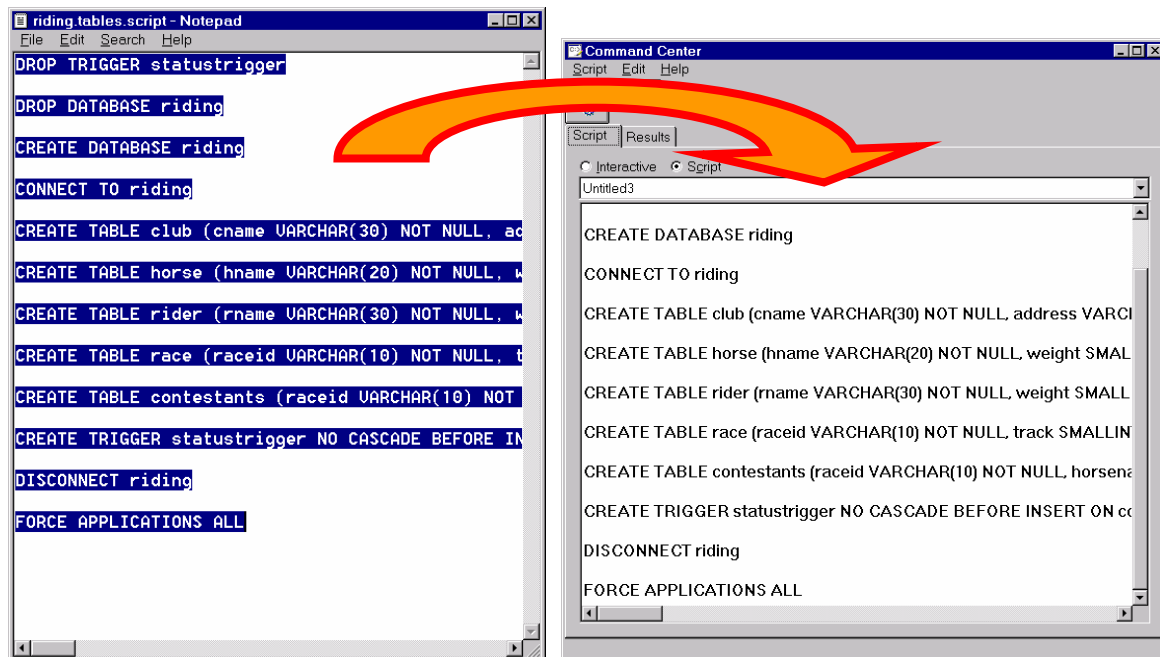 riding.tables.script - Notepad
File Edit Search Help
DROP TRIGGER statustrigger
DROP DATABASE riding
CREATE DATABASE riding
CONNECT TO riding
CREATE TABLE club (cname VARCHAR(30) NOT NULL, ad
CREATE TABLE horse (hname VARCHAR(20) NOT NULL, w
CREATE TABLE rider (rname VARCHAR(30) NOT NULL, w
CREATE TABLE race (raceid VARCHAR(10) NOT NULL, t
CREATE TABLE contestants (raceid VARCHAR(10) NOT
CREATE TRIGGER statustrigger NO CASCADE BEFORE IN
DISCONNECT riding
FORCE APPLICATIONS ALL
Command Center
Script Edit Help
Script Results
Interactive Script
Untitled3
CREATE DATABASE riding
CONNECT TO riding
CREATE TABLE club (cname VARCHAR(30) NOT NULL, address VARCI
CREATE TABLE horse (hname VARCHAR(20) NOT NULL, weight SMAL
CREATE TABLE rider (rname VARCHAR(30) NOT NULL, weight SMALL
CREATE TABLE race (raceid VARCHAR(10) NOT NULL, track SMALLIN
CREATE TABLE contestants (raceid VARCHAR(10) NOT NULL, horsena
CREATE TRIGGER statustrigger NO CASCADE BEFORE INSERT ON co
DISCONNECT riding
FORCE APPLICATIONS ALL